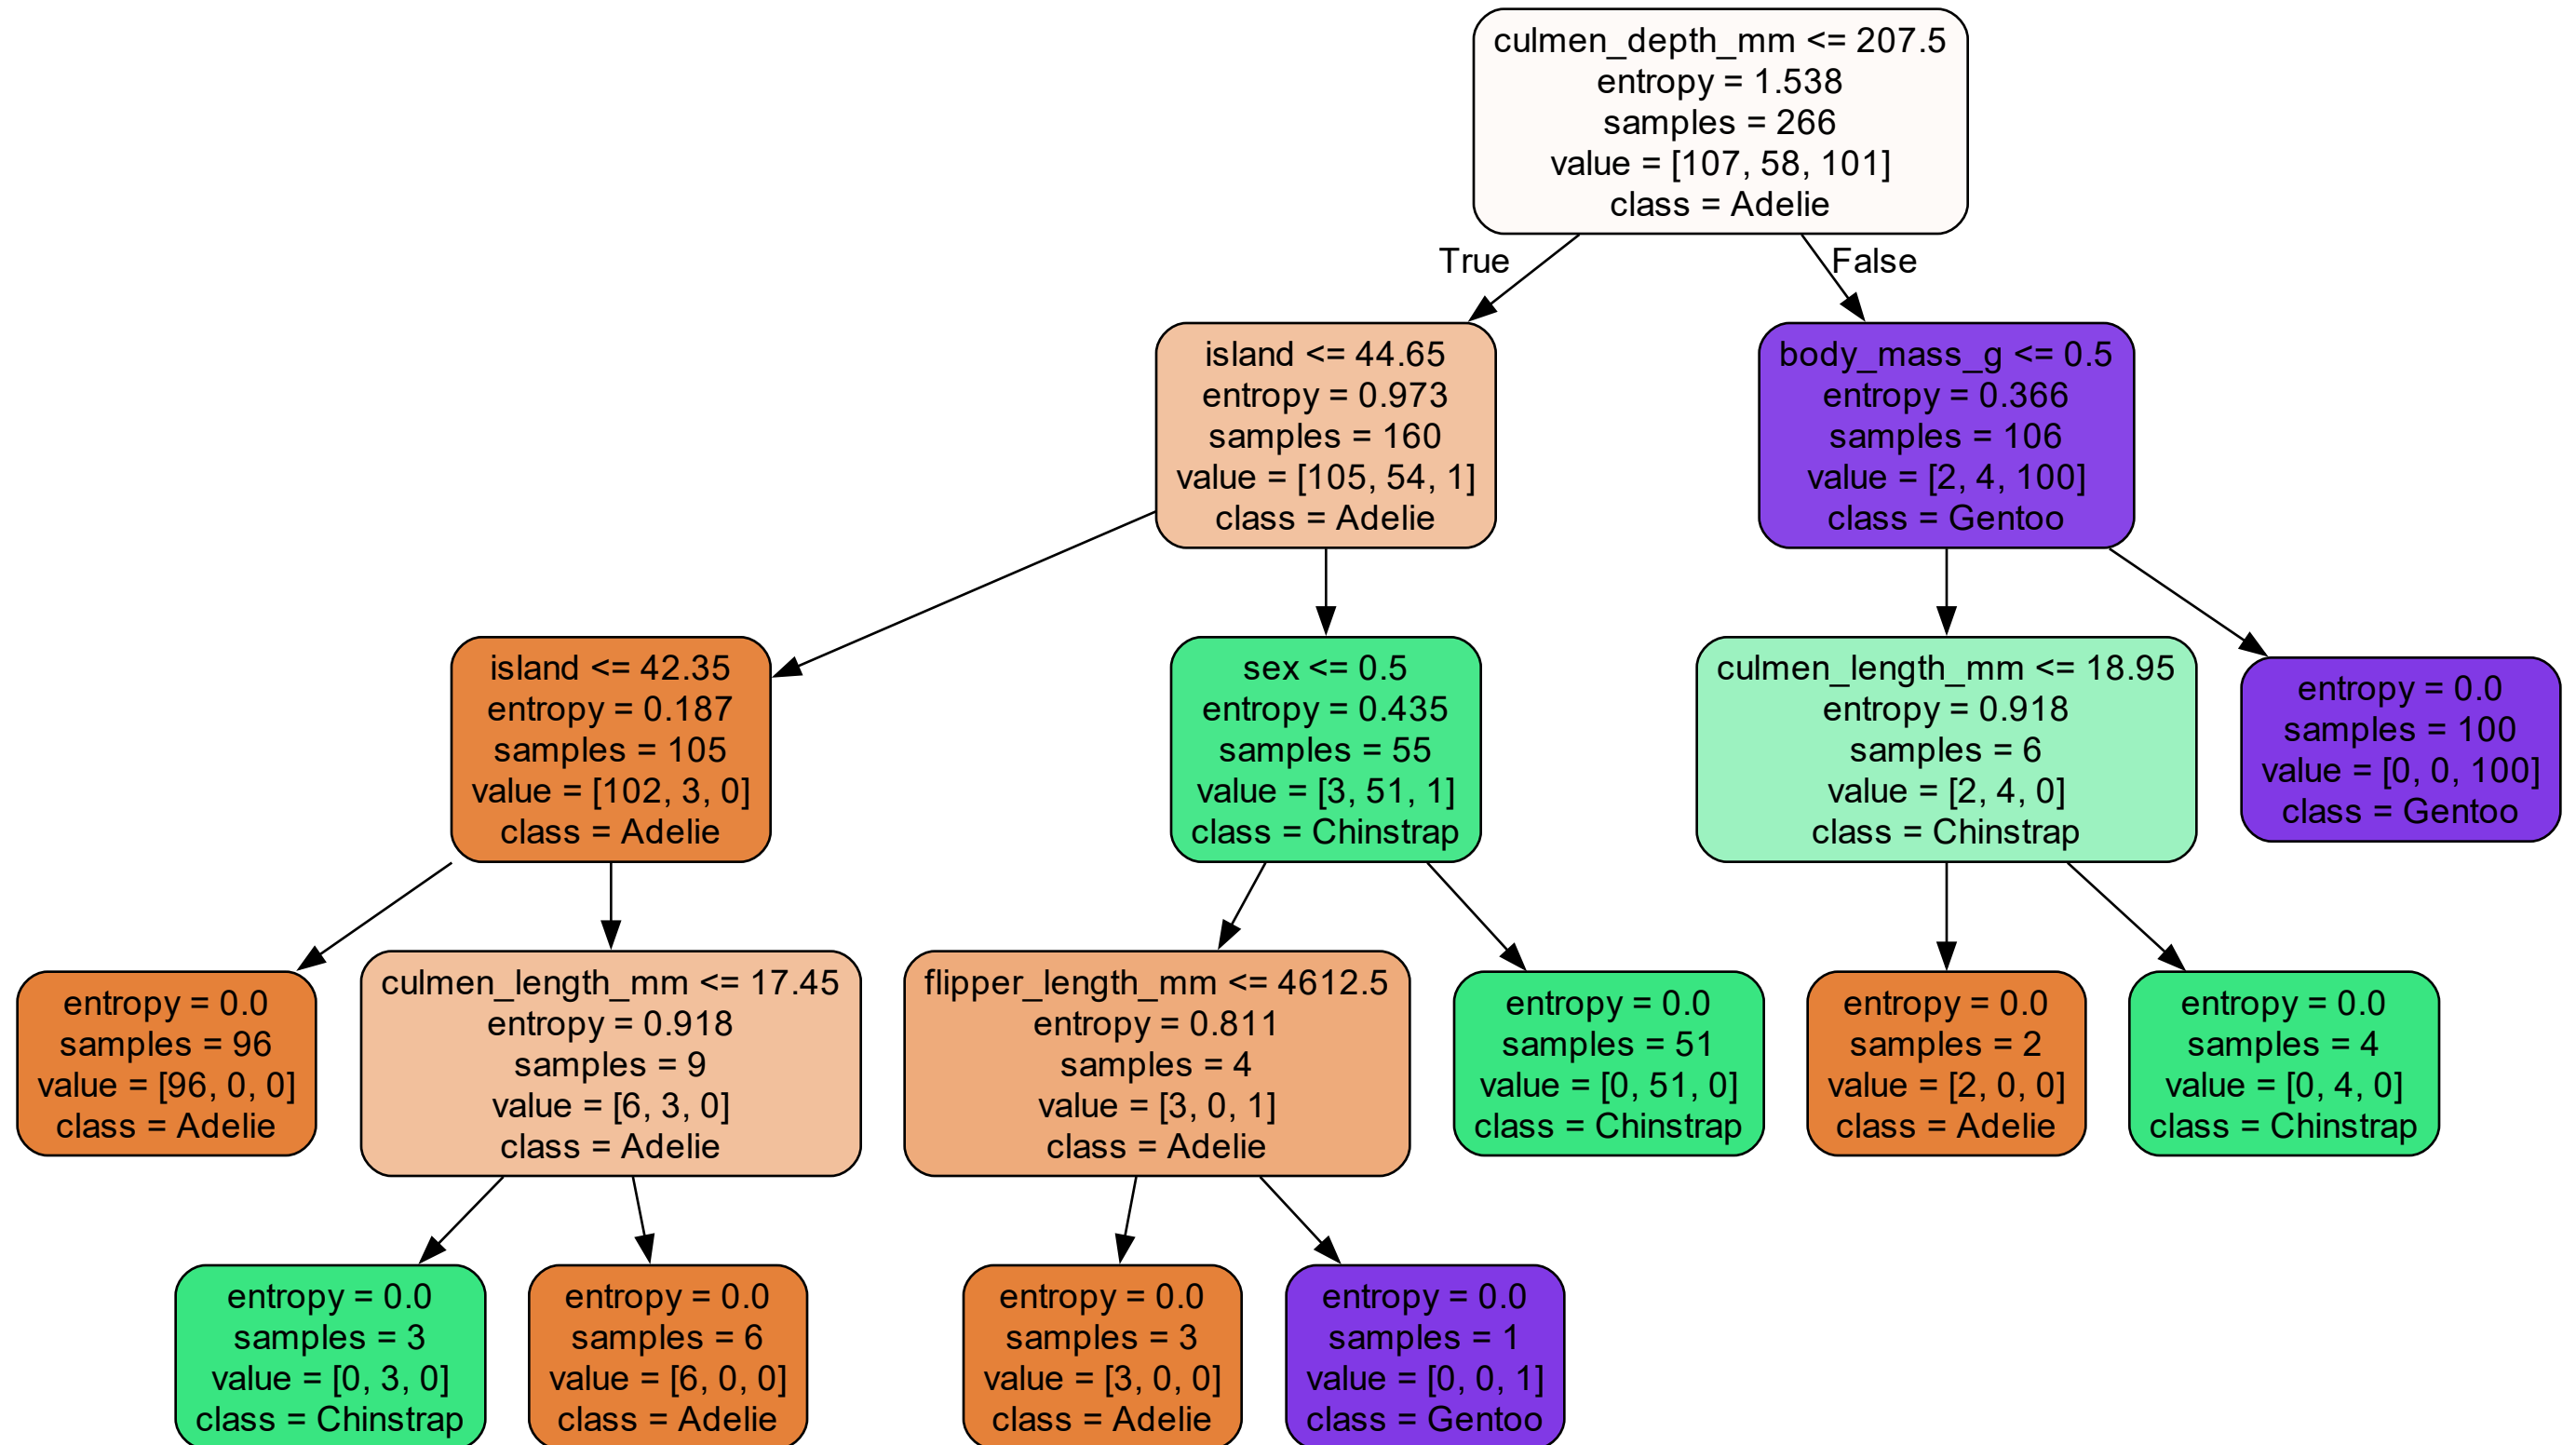 culmen_depth_mm <= 207.5
entropy = 1.538
samples = 266
value = [107, 58, 101]
class = Adelie
True
False
island <= 44.65
entropy = 0.973
samples = 160
value = [105, 54, 1]
class = Adelie
body_mass_g <= 0.5
entropy = 0.366
samples = 106
value = [2, 4, 100]
class = Gentoo
island <= 42.35
entropy = 0.187
samples = 105
value = [102, 3, 0]
class = Adelie
sex <= 0.5
entropy = 0.435
samples = 55
value = [3, 51, 1]
class = Chinstrap
culmen_length_mm <= 18.95
entropy = 0.918
samples = 6
value = [2, 4, 0]
class = Chinstrap
entropy = 0.0
samples = 100
value = [0, 0, 100]
class = Gentoo
entropy = 0.0
samples = 96
value = [96, 0, 0]
class = Adelie
culmen_length_mm <= 17.45
entropy = 0.918
samples = 9
value = [6, 3, 0]
class = Adelie
flipper_length_mm <= 4612.5
entropy = 0.811
samples = 4
value = [3, 0, 1]
class = Adelie
entropy = 0.0
samples = 51
value = [0, 51, 0]
class = Chinstrap
entropy = 0.0
samples = 2
value = [2, 0, 0]
class = Adelie
entropy = 0.0
samples = 4
value = [0, 4, 0]
class = Chinstrap
entropy = 0.0
samples = 3
value = [0, 3, 0]
class = Chinstrap
entropy = 0.0
samples = 6
value = [6, 0, 0]
class = Adelie
entropy = 0.0
samples = 3
value = [3, 0, 0]
class = Adelie
entropy = 0.0
samples = 1
value = [0, 0, 1]
class = Gentoo